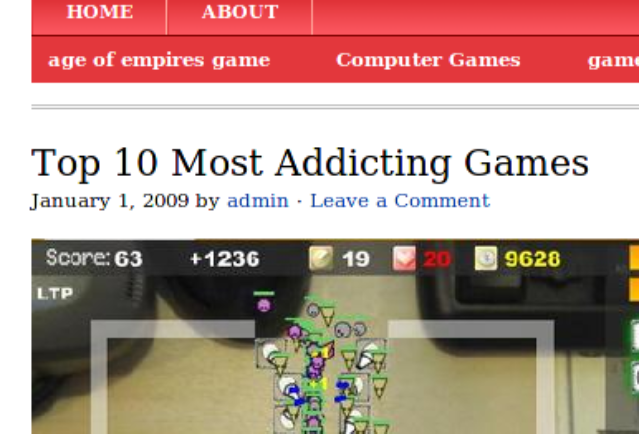 HOME ABOUT
age of empires game Computer Games game
Top 10 Most Addicting Games
January 1, 2009 by admin · Leave a Comment
Score: 63 +1236 19 20 9628
LTP
+1